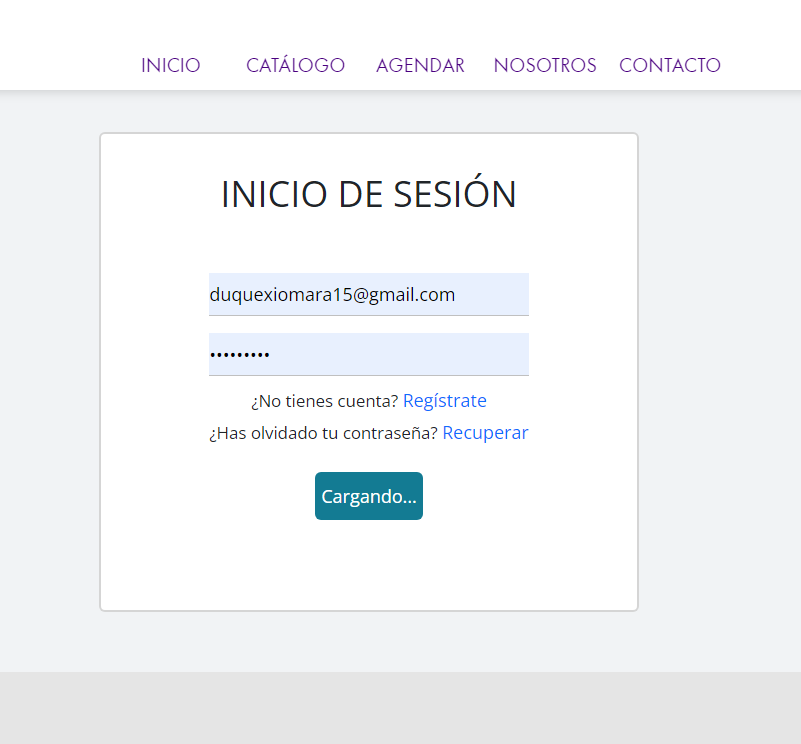 INICIO CATÁLOGO AGENDAR NOSOTROS CONTACTO
INICIO DE SESIÓN
duquexiomara15@gmail.com
•••••••••
¿No tienes cuenta? Regístrate
¿Has olvidado tu contraseña? Recuperar
Cargando...